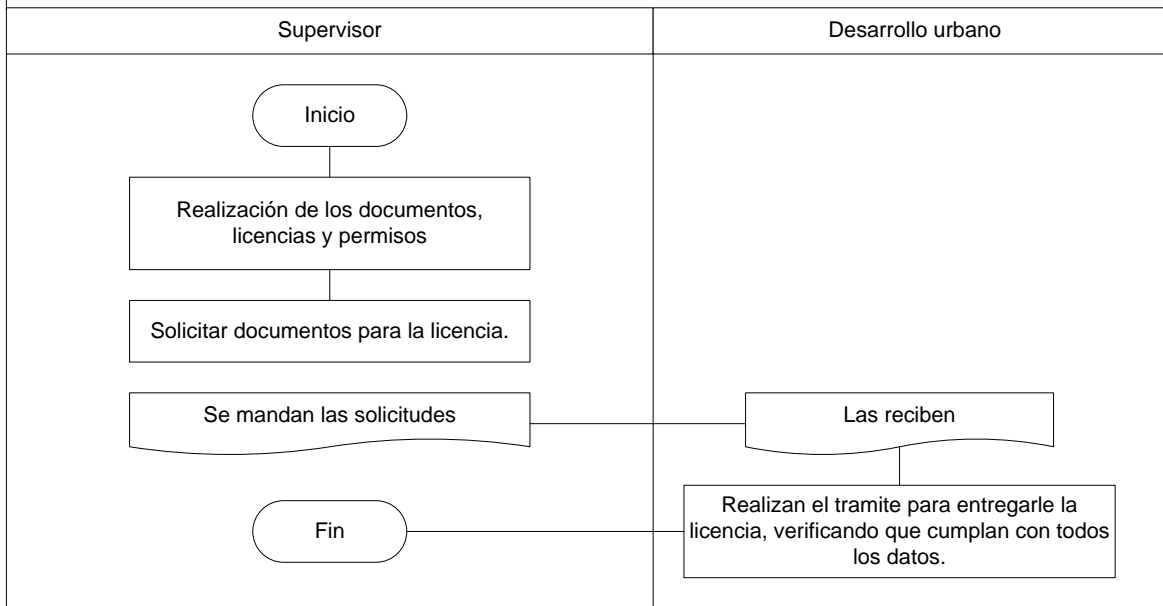 Supervisor
Desarrollo urbano
Inicio
Realización de los documentos,
licencias y permisos
Solicitar documentos para la licencia.
Se mandan las solicitudes
Las reciben
Realizan el tramite para entregarle la
licencia, verificando que cumplan con todos
los datos.
Fin